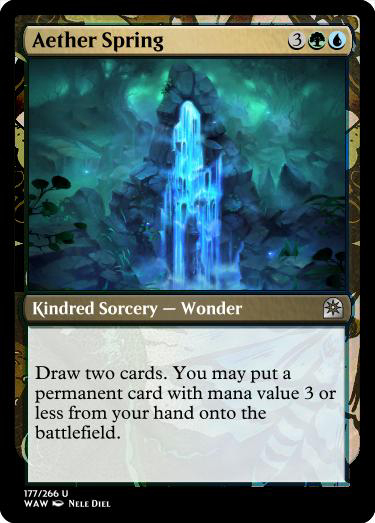 Aether Spring 3
Kindred Sorcery — Wonder
Draw two cards. You may put a
permanent card with mana value 3 or
less from your hand onto the
battlefield.
177/266 U
WAW NELE DIEL